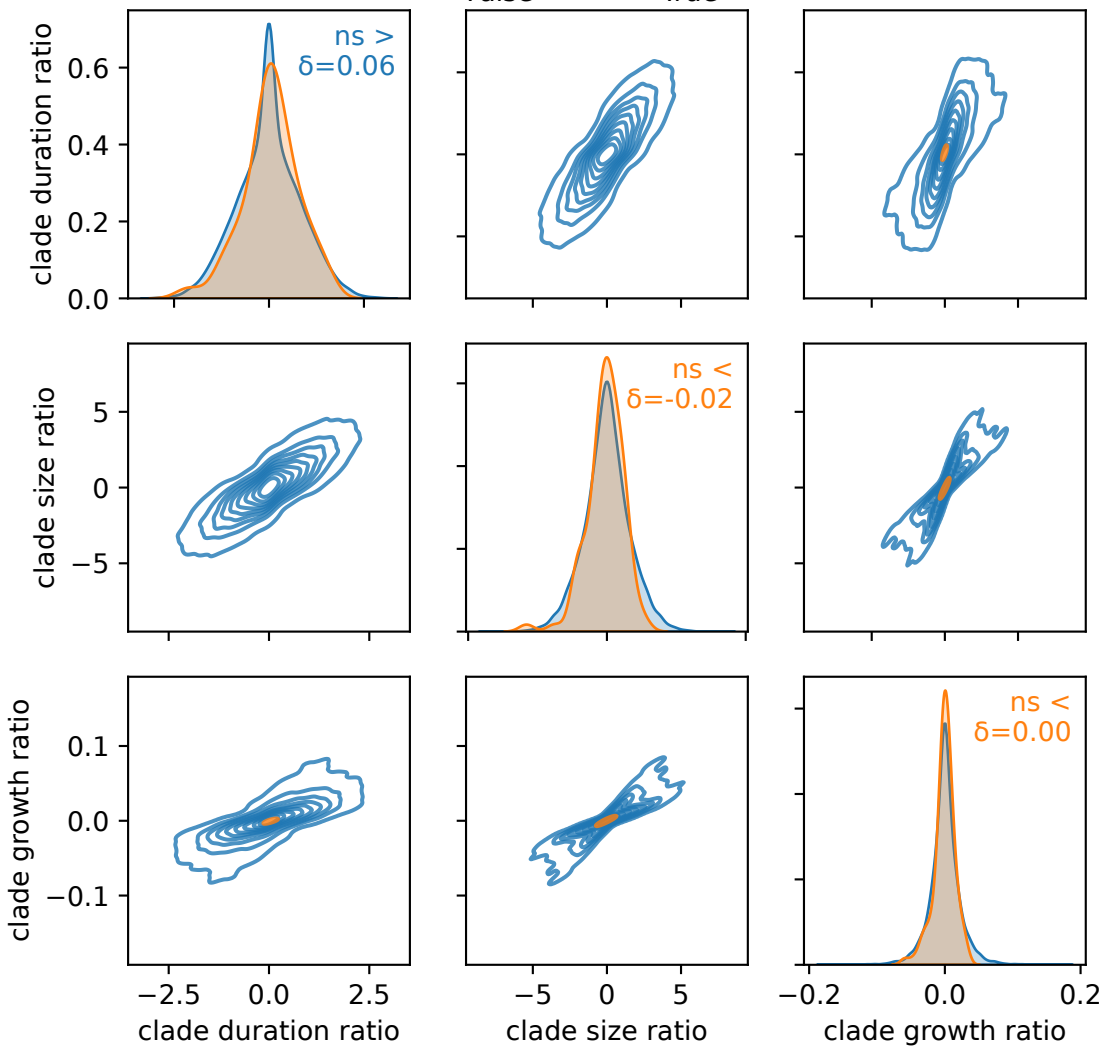 clade duration ratio
0.6
0.4
0.2
0.0
ns >
δ=0.06
clade size ratio
5
0
−5
ns <
δ=-0.02
clade growth ratio
0.1
0.0
−0.1
ns <
δ=0.00
−2.5 0.0 2.5
−5 0 5
−0.2 0.0 0.2
clade duration ratio
clade size ratio
clade growth ratio